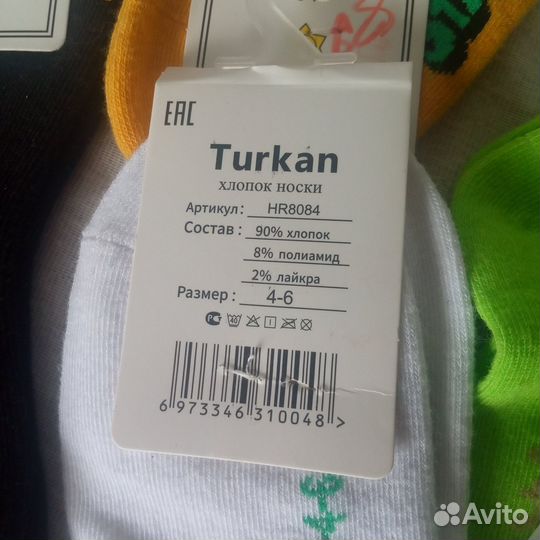 EAC
Turkan
хлопок носки
Артикул: HR8084
Состав: 90% хлопок
8% полиамид
2% лайкра
Размер: 4-6
6 973346 310048 >
Avito